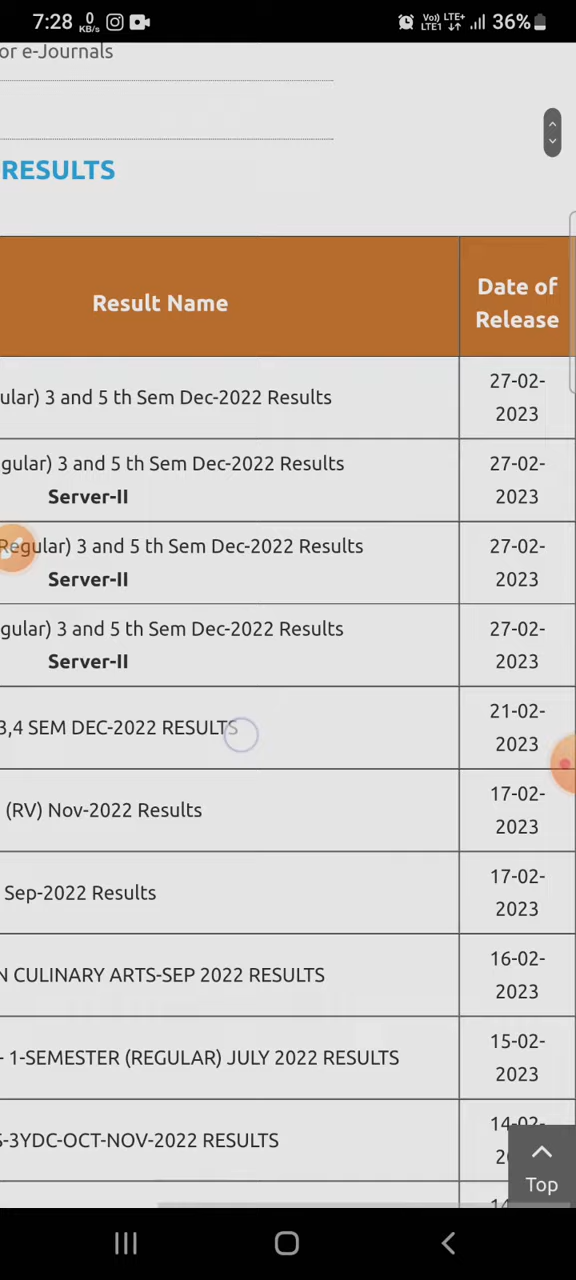 7:28 0 KB/s Vo)) LTE+ LTE1 36%
or e-Journals
RESULTS
Result Name
Date of
Release
ular) 3 and 5 th Sem Dec-2022 Results
27-02-
2023
gular) 3 and 5 th Sem Dec-2022 Results
Server-II
27-02-
2023
Regular) 3 and 5 th Sem Dec-2022 Results
Server-II
27-02-
2023
gular) 3 and 5 th Sem Dec-2022 Results
Server-II
27-02-
2023
3,4 SEM DEC-2022 RESULTS
21-02-
2023
(RV) Nov-2022 Results
17-02-
2023
Sep-2022 Results
17-02-
2023
N CULINARY ARTS-SEP 2022 RESULTS
16-02-
2023
- 1-SEMESTER (REGULAR) JULY 2022 RESULTS
15-02-
2023
S-3YDC-OCT-NOV-2022 RESULTS
14-02-
Top